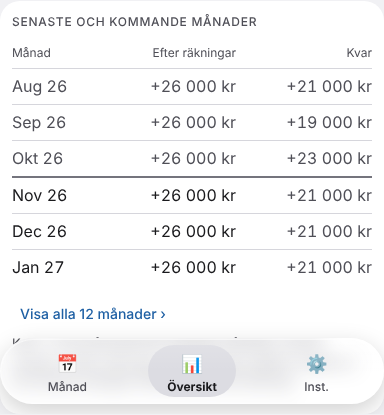 SENASTE OCH KOMMANDE MÅNADER
Månad Efter räkningar Kvar
Aug 26 +26 000 kr +21 000 kr
Sep 26 +26 000 kr +19 000 kr
Okt 26 +26 000 kr +23 000 kr
Nov 26 +26 000 kr +21 000 kr
Dec 26 +26 000 kr +21 000 kr
Jan 27 +26 000 kr +21 000 kr
Visa alla 12 månader ›
Månad Översikt Inst.